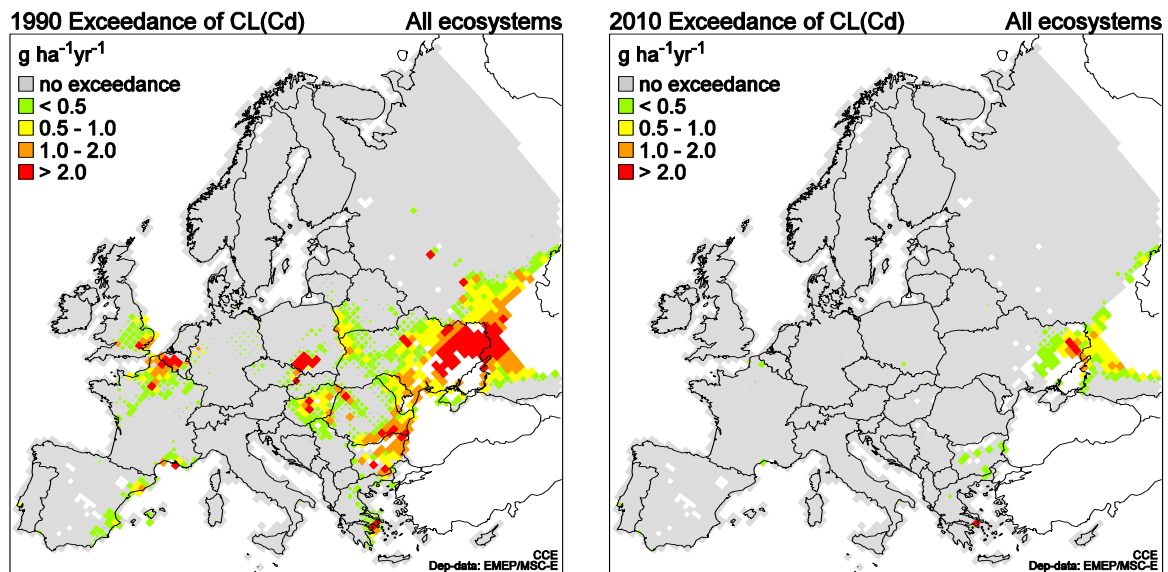 1990 Exceedance of CL(Cd) All ecosystems
g ha⁻¹yr⁻¹
no exceedance
< 0.5
0.5 - 1.0
1.0 - 2.0
> 2.0
CCE
Dep-data: EMEP/MSC-E
2010 Exceedance of CL(Cd) All ecosystems
g ha⁻¹yr⁻¹
no exceedance
< 0.5
0.5 - 1.0
1.0 - 2.0
> 2.0
CCE
Dep-data: EMEP/MSC-E